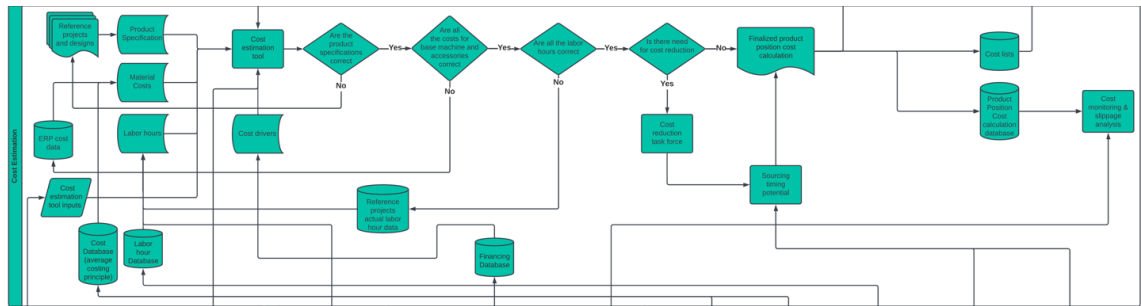 Cost Estimation
Reference
projects
and designs
Product
Specification
Material
Costs
Labor hours
ERP cost
data
Cost
estimation
tool inputs
Cost
Database
(average
costing
principle)
Labor
hour
Database
Cost
estimation
tool
Cost drivers
Are the
product
specifications
correct
Yes
No
Are all
the costs for
base machine and
accessories
correct
Yes
No
Are all the labor
hours correct
Yes
No
Reference
projects
actual labor
hour data
Financing
Database
Is there need
for cost reduction
No
Yes
Cost
reduction
task force
Finalized product
position cost
calculation
Sourcing
timing
potential
Cost lists
Product
Position
Cost
calculation
database
Cost
monitoring &
slippage
analysis